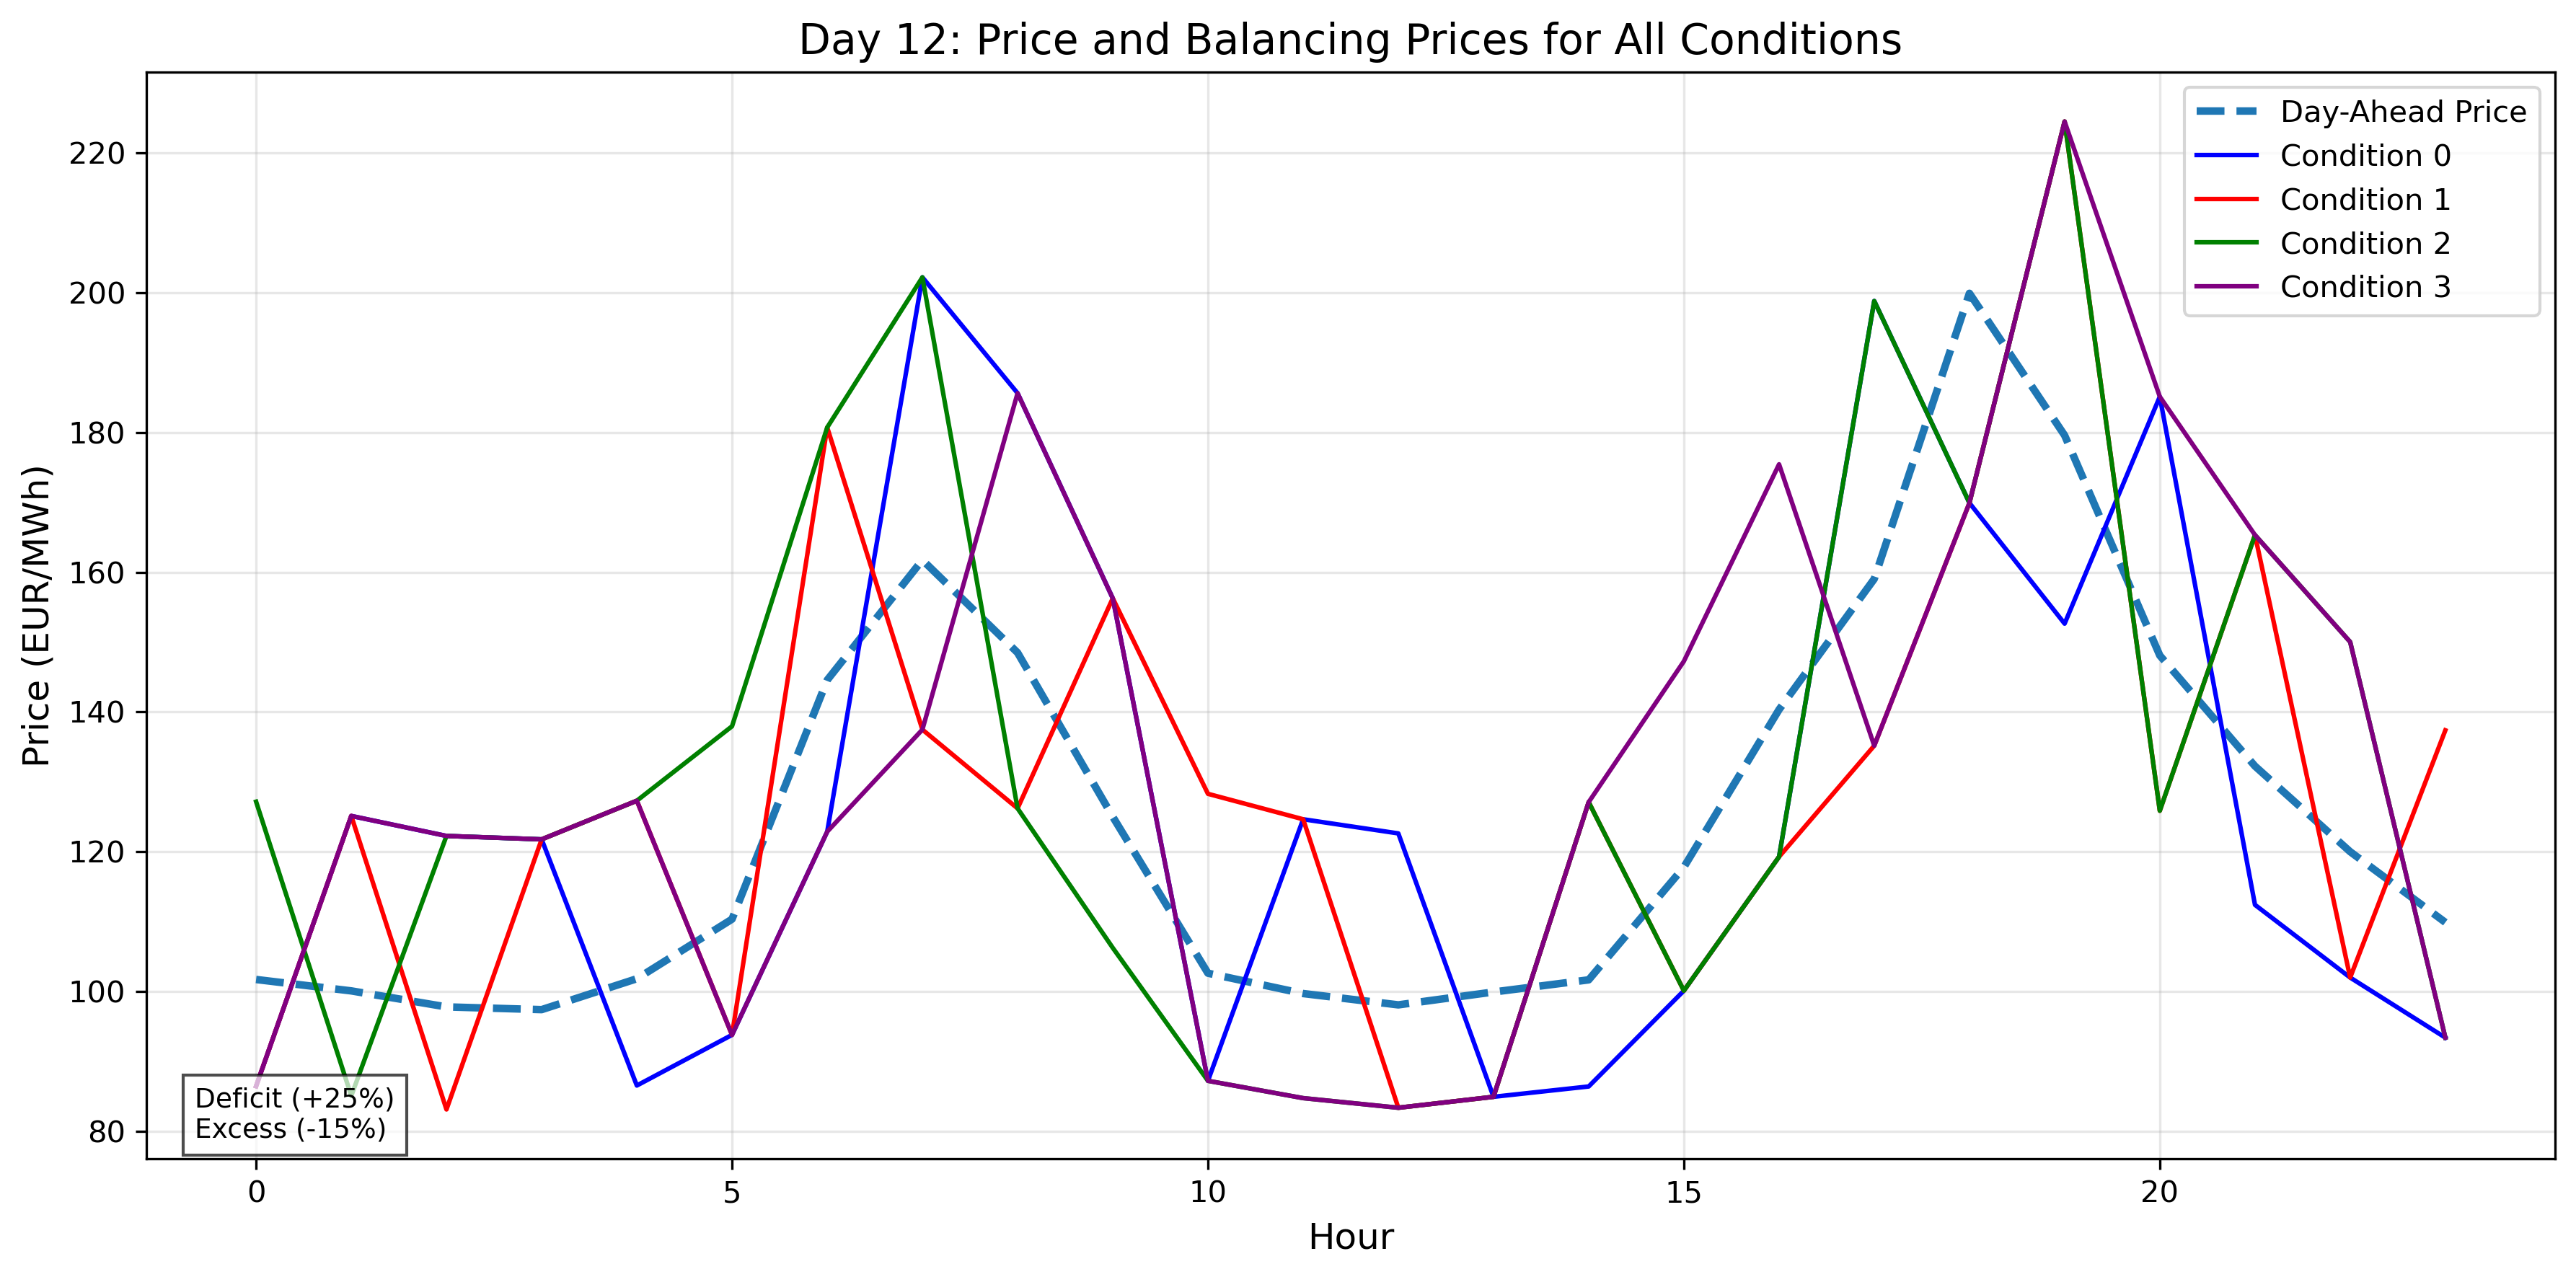 Day 12: Price and Balancing Prices for All Conditions
Price (EUR/MWh)
220
200
180
160
140
120
100
80
Day-Ahead Price
Condition 0
Condition 1
Condition 2
Condition 3
Deficit (+25%)
Excess (-15%)
0 5 10 15 20
Hour